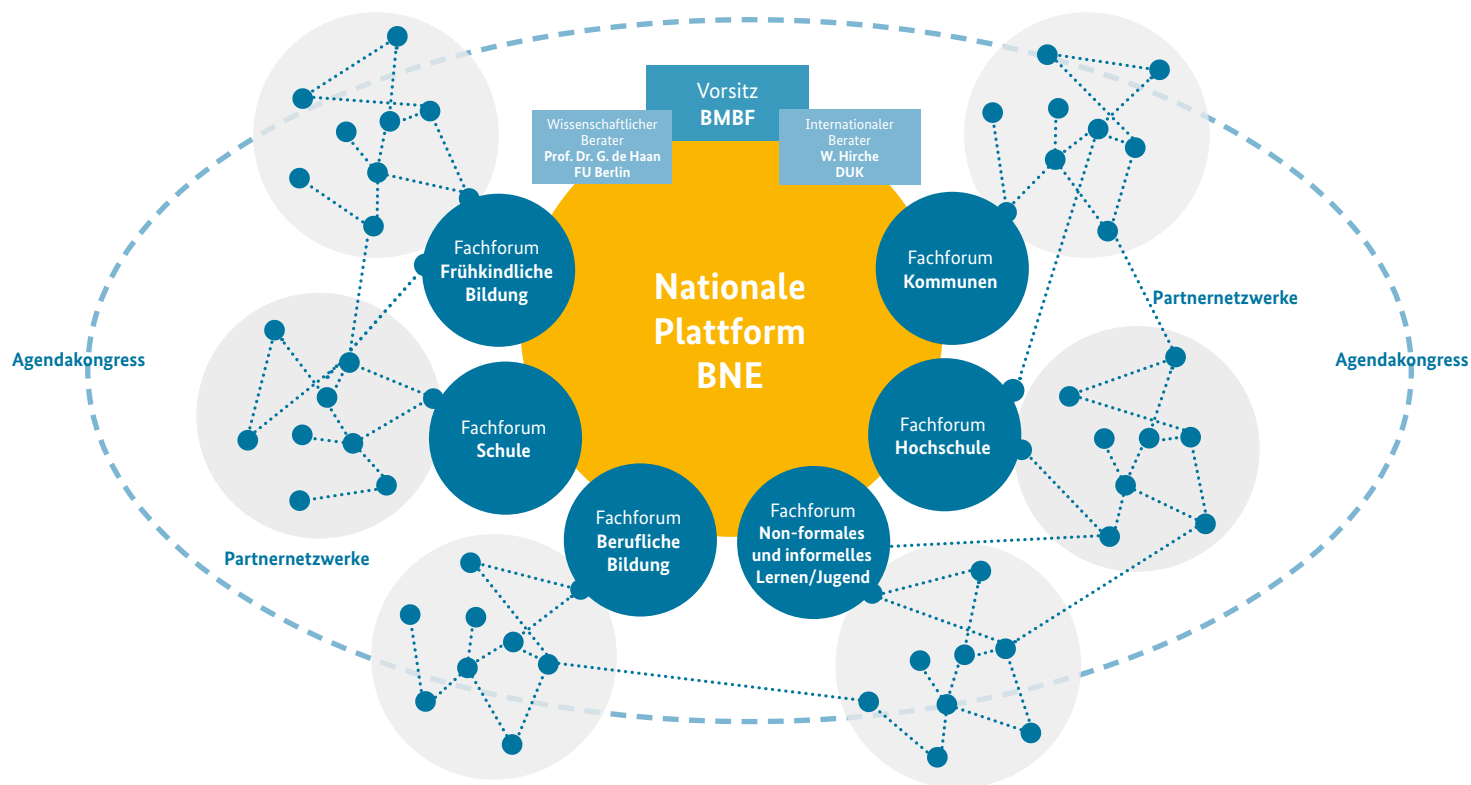 Vorsitz
BMBF
Wissenschaftlicher
Berater
Prof. Dr. G. de Haan
FU Berlin
Internationaler
Berater
W. Hirche
DUK
Fachforum
Frühkindliche
Bildung
Fachforum
Kommunen
Nationale
Plattform
BNE
Partnernetzwerke
Agendakongress
Agendakongress
Fachforum
Schule
Fachforum
Hochschule
Fachforum
Berufliche
Bildung
Fachforum
Non-formales
und informelles
Lernen/Jugend
Partnernetzwerke